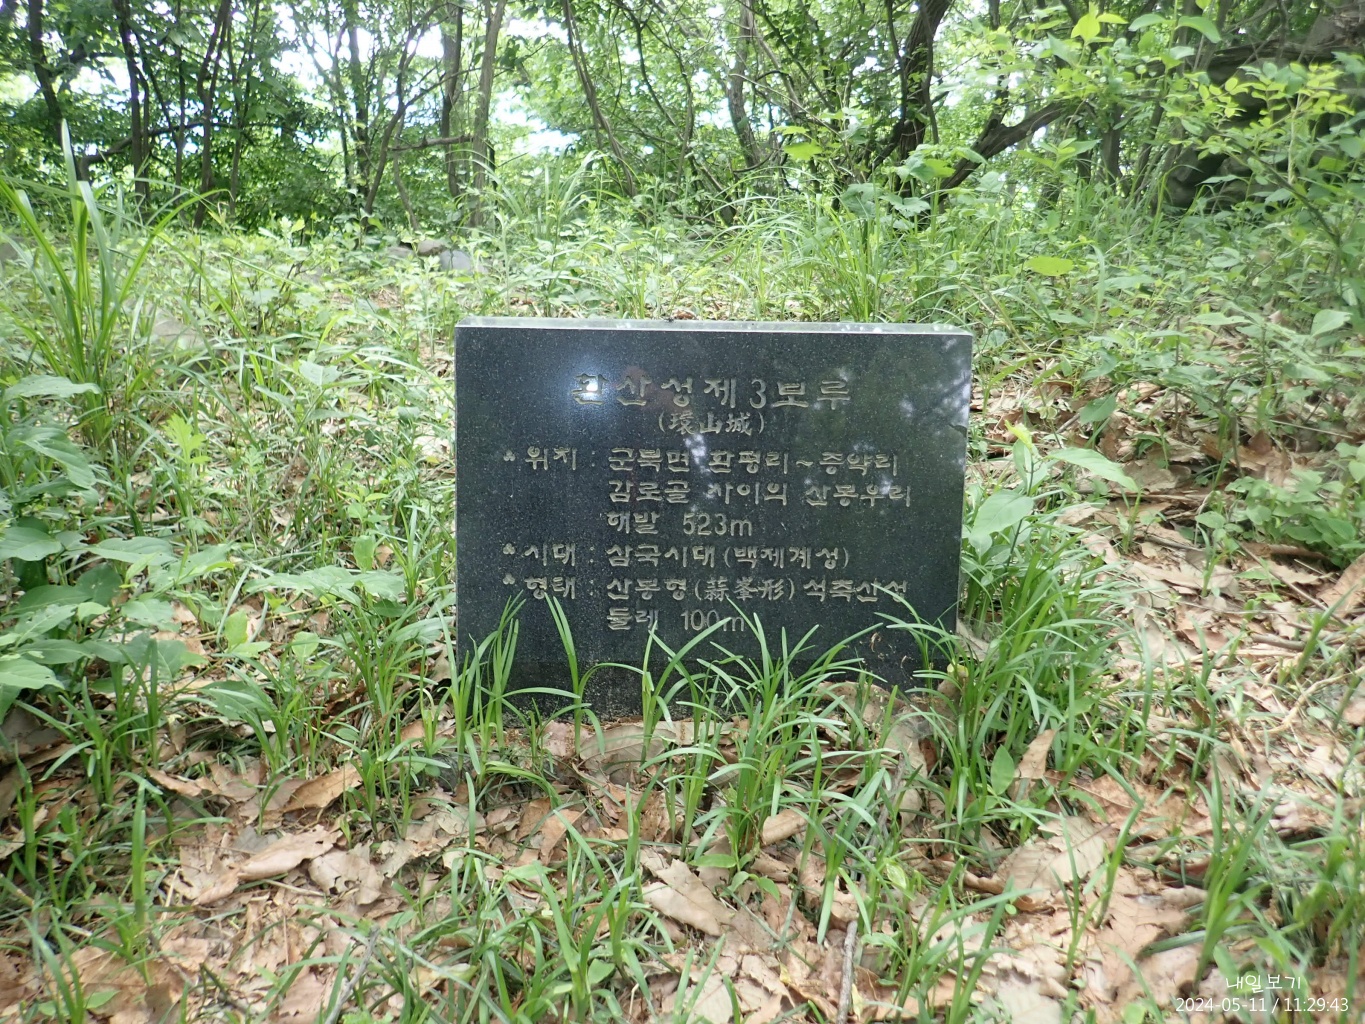 환산성제3보루
(環山城)
* 위치 : 군북면 환평리~증약리
감로골 사이의 산봉우리
해발 523m
* 시대 : 삼국시대(백제계성)
* 형태 : 산봉형(蒜峯形) 석축산성
둘레 100m
내일보기
2024-05-11 / 11:29:43